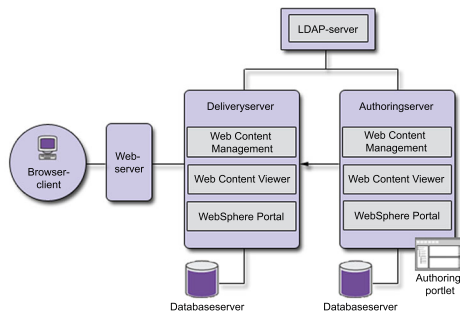 LDAP-server
Deliveryserver
Authoringserver
Web Content
Management
Web Content
Management
Browser-
client
Web-
server
Web Content Viewer
Web Content Viewer
WebSphere Portal
WebSphere Portal
Authoring
portlet
Databaseserver
Databaseserver